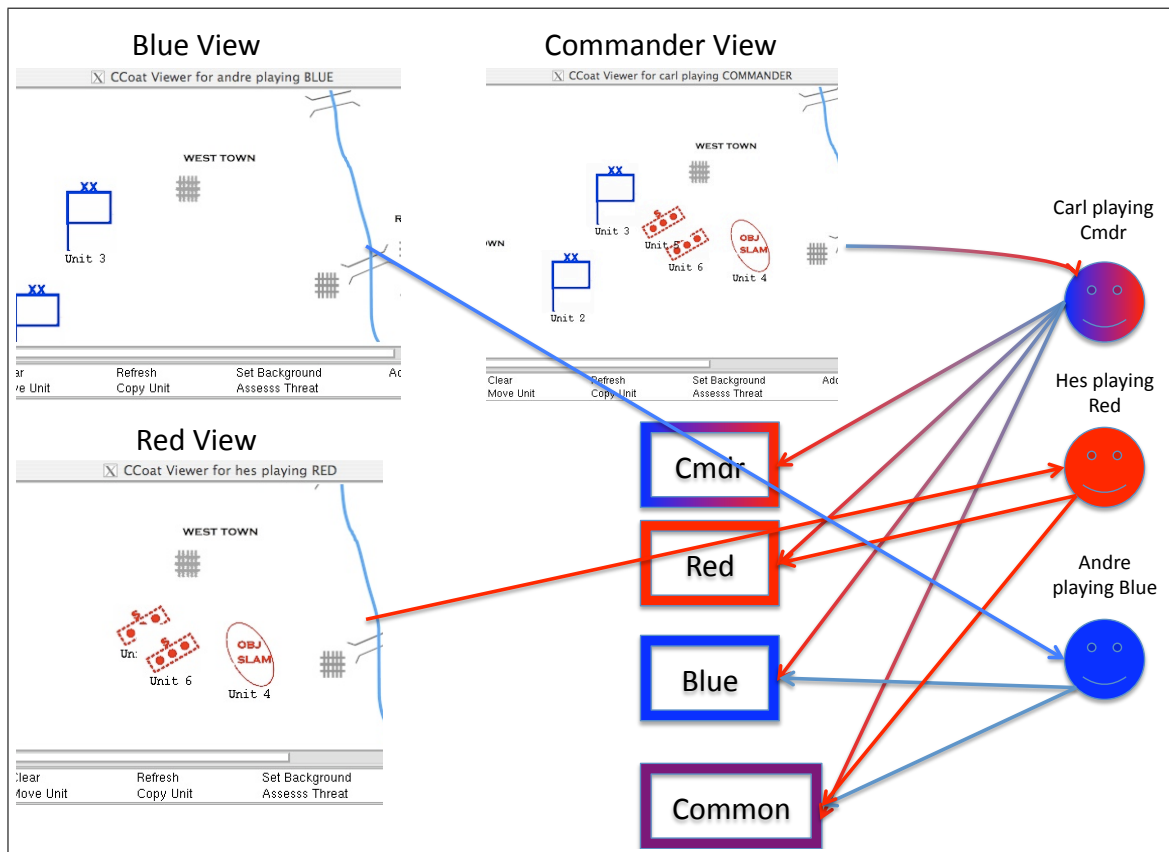 Blue View
CCoat Viewer for andre playing BLUE
WEST TOWN
XX
Unit 3
XX
Refresh
Set Background
Copy Unit
Assesss Threat
Commander View
CCoat Viewer for carl playing COMMANDER
WEST TOWN
XX
Unit 3
S
Unit 5
S
Unit 6
OBJ
SLAM
Unit 4
OWN
XX
Unit 2
Clear
Refresh
Set Background
Move Unit
Copy Unit
Assesss Threat
Carl playing
Cmdr
Hes playing
Red
Andre
playing Blue
Red View
CCoat Viewer for hes playing RED
WEST TOWN
S
S
Unit 6
OBJ
SLAM
Unit 4
Clear
Refresh
Set Background
Move Unit
Copy Unit
Assesss Threat
Cmdr
Red
Blue
Common